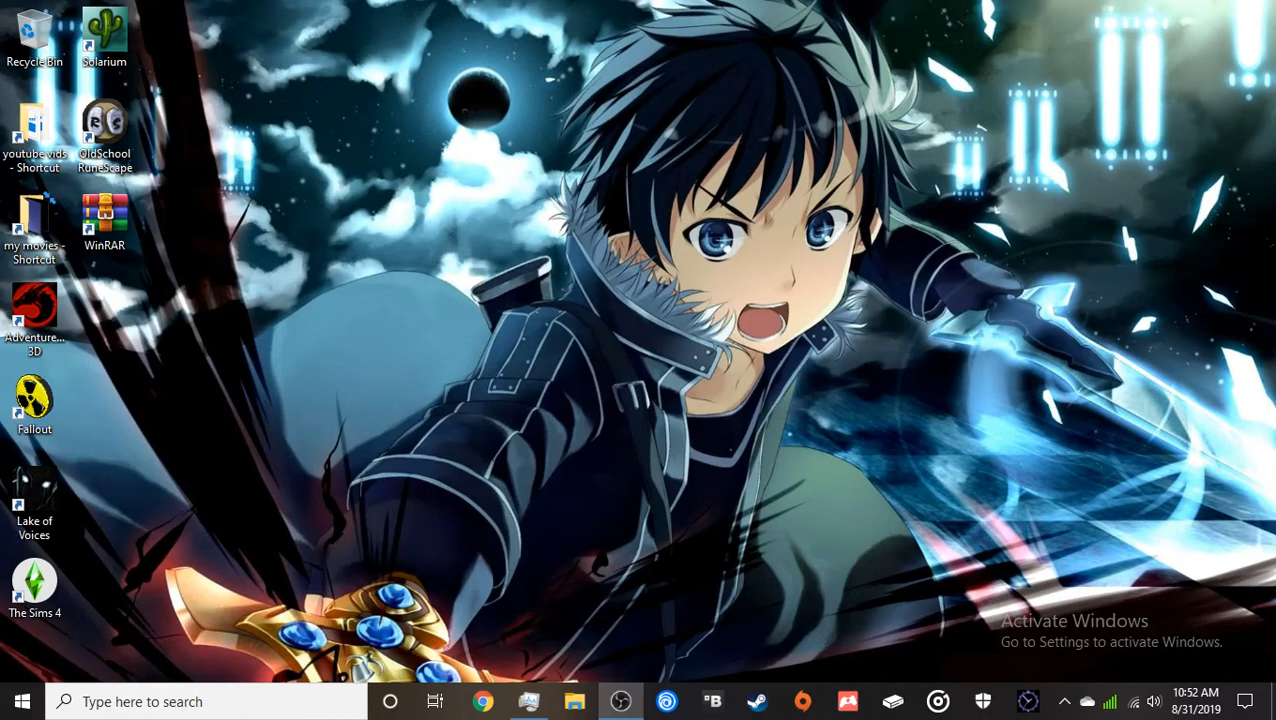 Recycle Bin
Solarium
youtube vids
- Shortcut
OldSchool
RuneScape
my movies -
Shortcut
WinRAR
Adventure...
3D
Fallout
Lake of
Voices
The Sims 4
Activate Windows
Go to Settings to activate Windows.
Type here to search
10:52 AM
8/31/2019